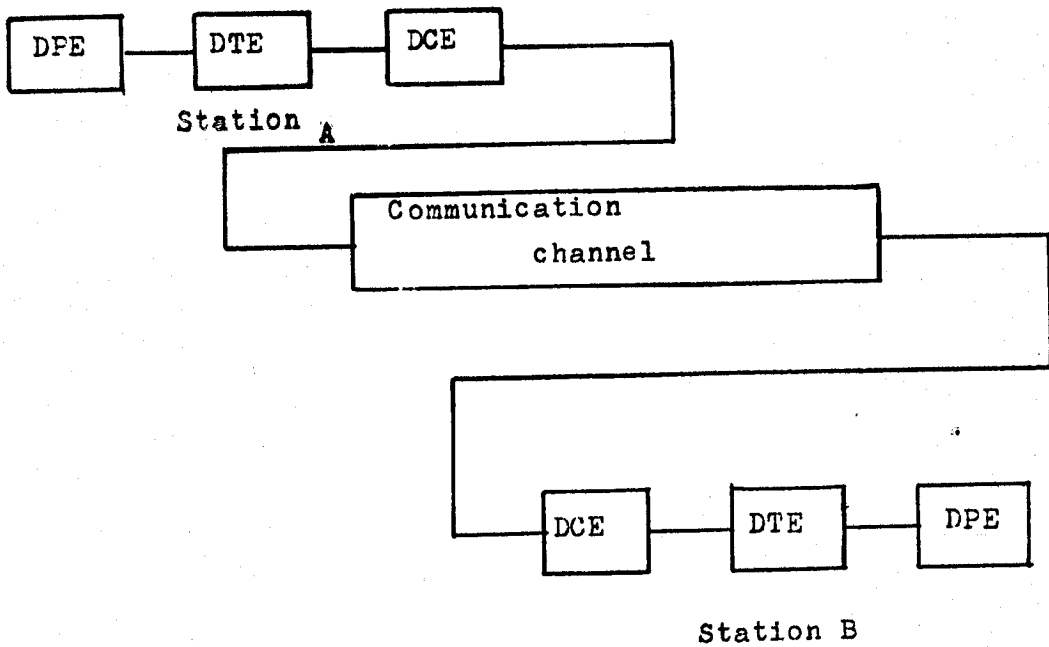 DPE
DTE
DCE
Station A
Communication
channel
DCE
DTE
DPE
Station B